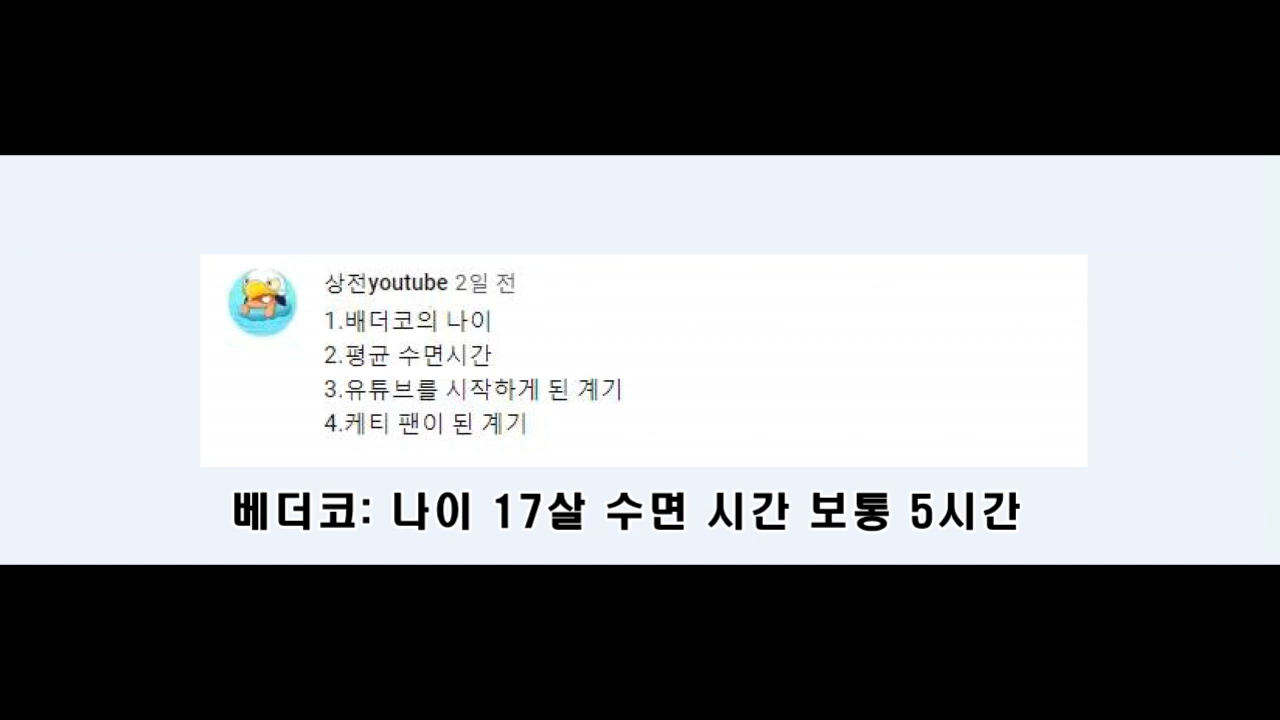 상전youtube 2일 전
1.배더코의 나이
2.평균 수면시간
3.유튜브를 시작하게 된 계기
4.케티 팬이 된 계기
베더코: 나이 17살 수면 시간 보통 5시간